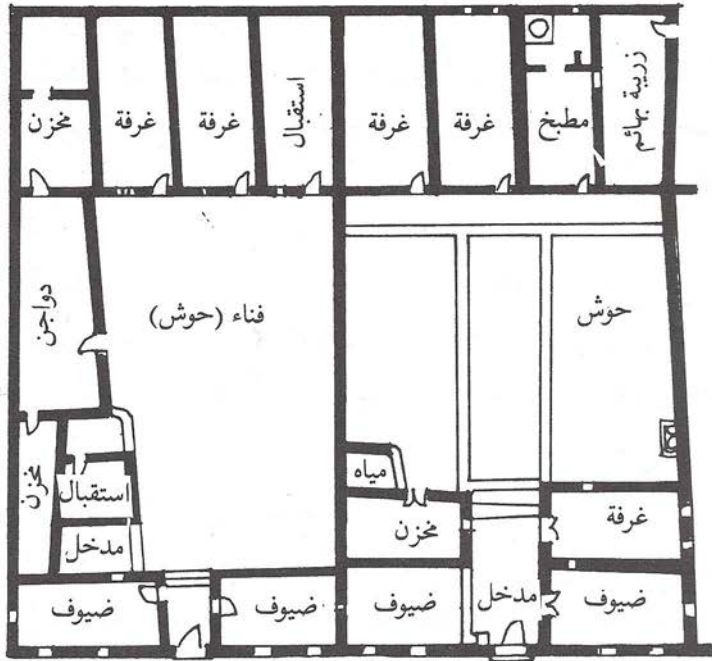 زريبة بهائم
مطبخ
غرفة
غرفة
استقبال
غرفة
غرفة
مخزن
حوش
فناء (حوش)
دواجن
مياه
استقبال
مخزن
غرفة
مخزن
مدخل
ضيوف
مدخل
ضيوف
ضيوف
ضيوف